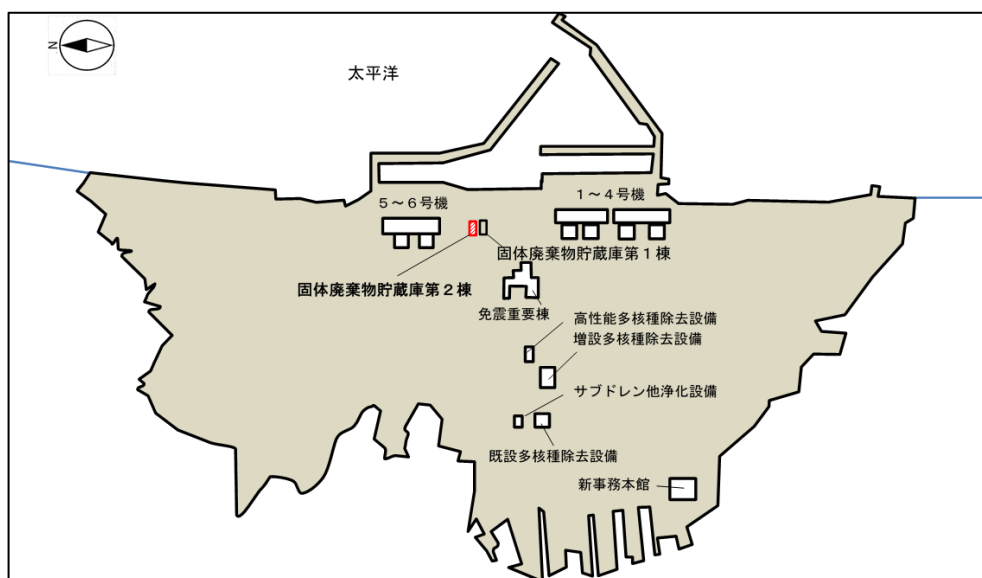 N
太平洋
5～6号機
1～4号機
固体廃棄物貯蔵庫第1棟
固体廃棄物貯蔵庫第2棟
免震重要棟
高性能多核種除去設備
増設多核種除去設備
サブドレン他浄化設備
既設多核種除去設備
新事務本館